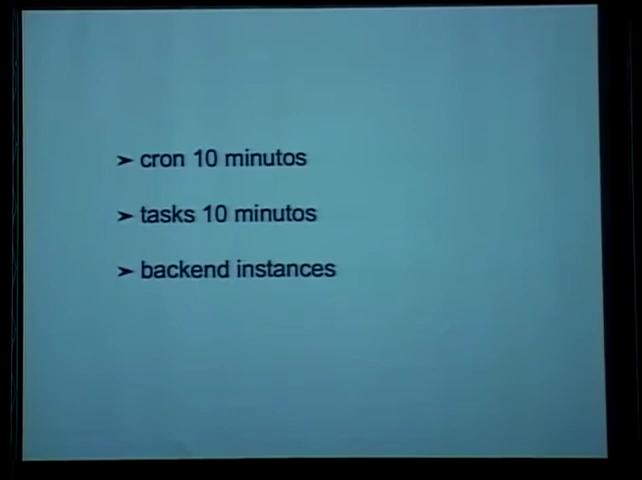 ➢ cron 10 minutos
➢ tasks 10 minutos
➢ backend instances